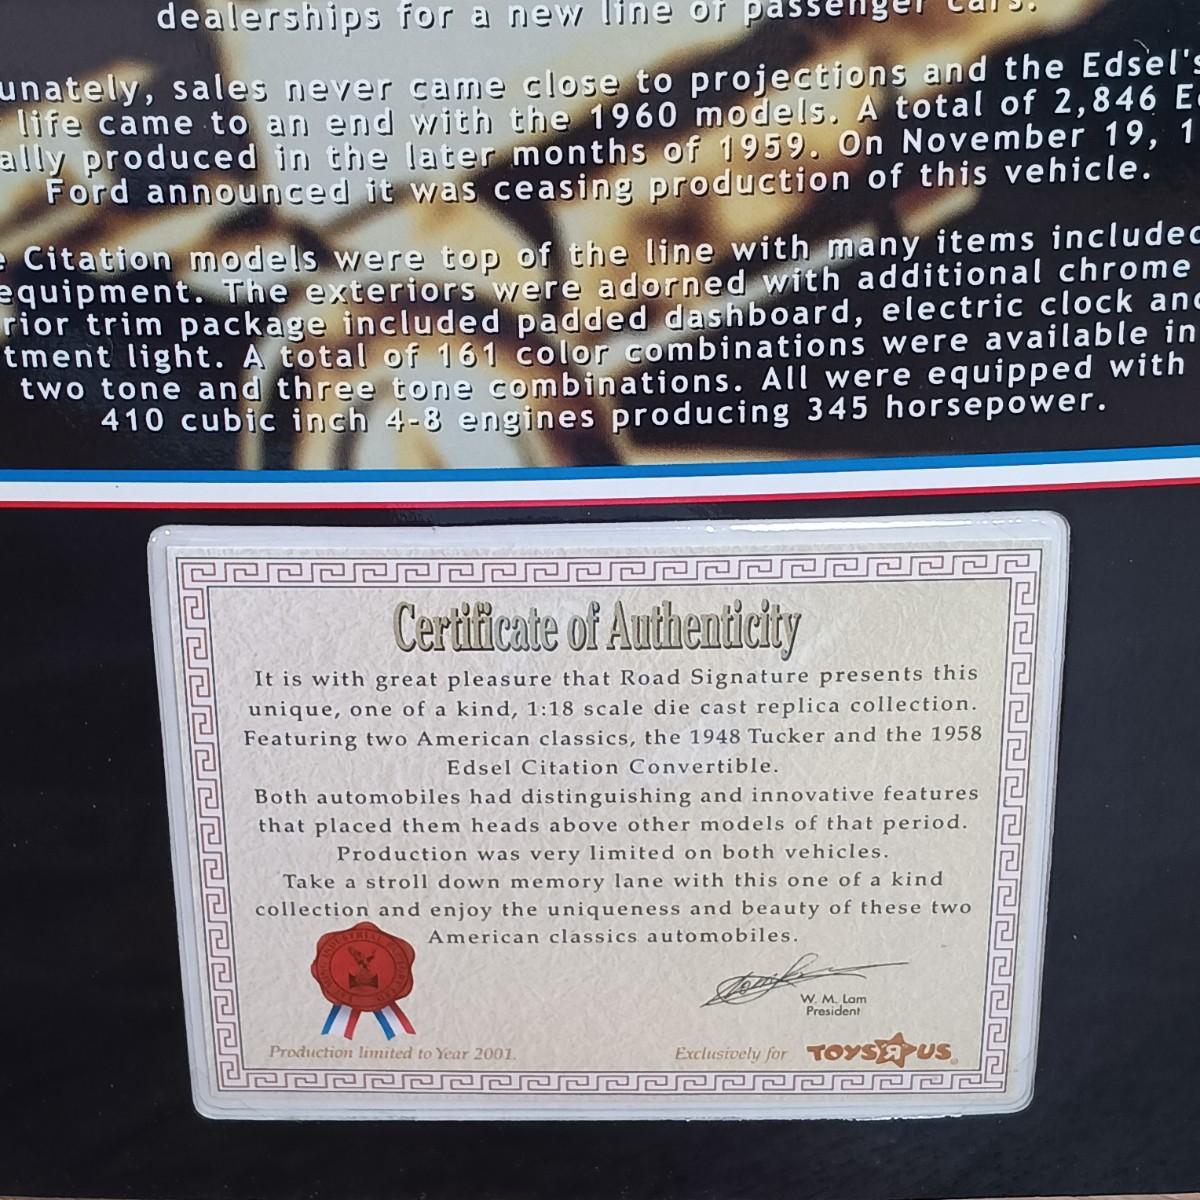 dealerships for a new line of passenger cars.
unately, sales never came close to projections and the Edsel's
life came to an end with the 1960 models. A total of 2,846
ally produced in the later months of 1959. On November 19, 1
Ford announced it was ceasing production of this vehicle.
Citation models were top of the line with many items included
equipment. The exteriors were adorned with additional chrome
rior trim package included padded dashboard, electric clock and
tment light. A total of 161 color combinations were available in
two tone and three tone combinations. All were equipped with
410 cubic inch 4-8 engines producing 345 horsepower.
Certificate of Authenticity
It is with great pleasure that Road Signature presents this
unique, one of a kind, 1:18 scale die cast replica collection.
Featuring two American classics, the 1948 Tucker and the 1958
Edsel Citation Convertible.
Both automobiles had distinguishing and innovative features
that placed them heads above other models of that period.
Production was very limited on both vehicles.
Take a stroll down memory lane with this one of a kind
collection and enjoy the uniqueness and beauty of these two
American classics automobiles.
W. M. Lam
President
Production limited to Year 2001.
Exclusively for TOYSЯUS